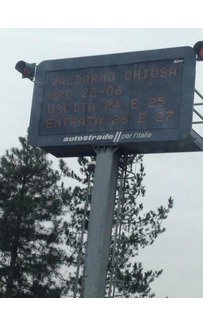 VALDARNO CHIUSA
ORE 22-06
USCITA 24 E 25
ENTRATA 26 E 27
autostrade//per l'italia